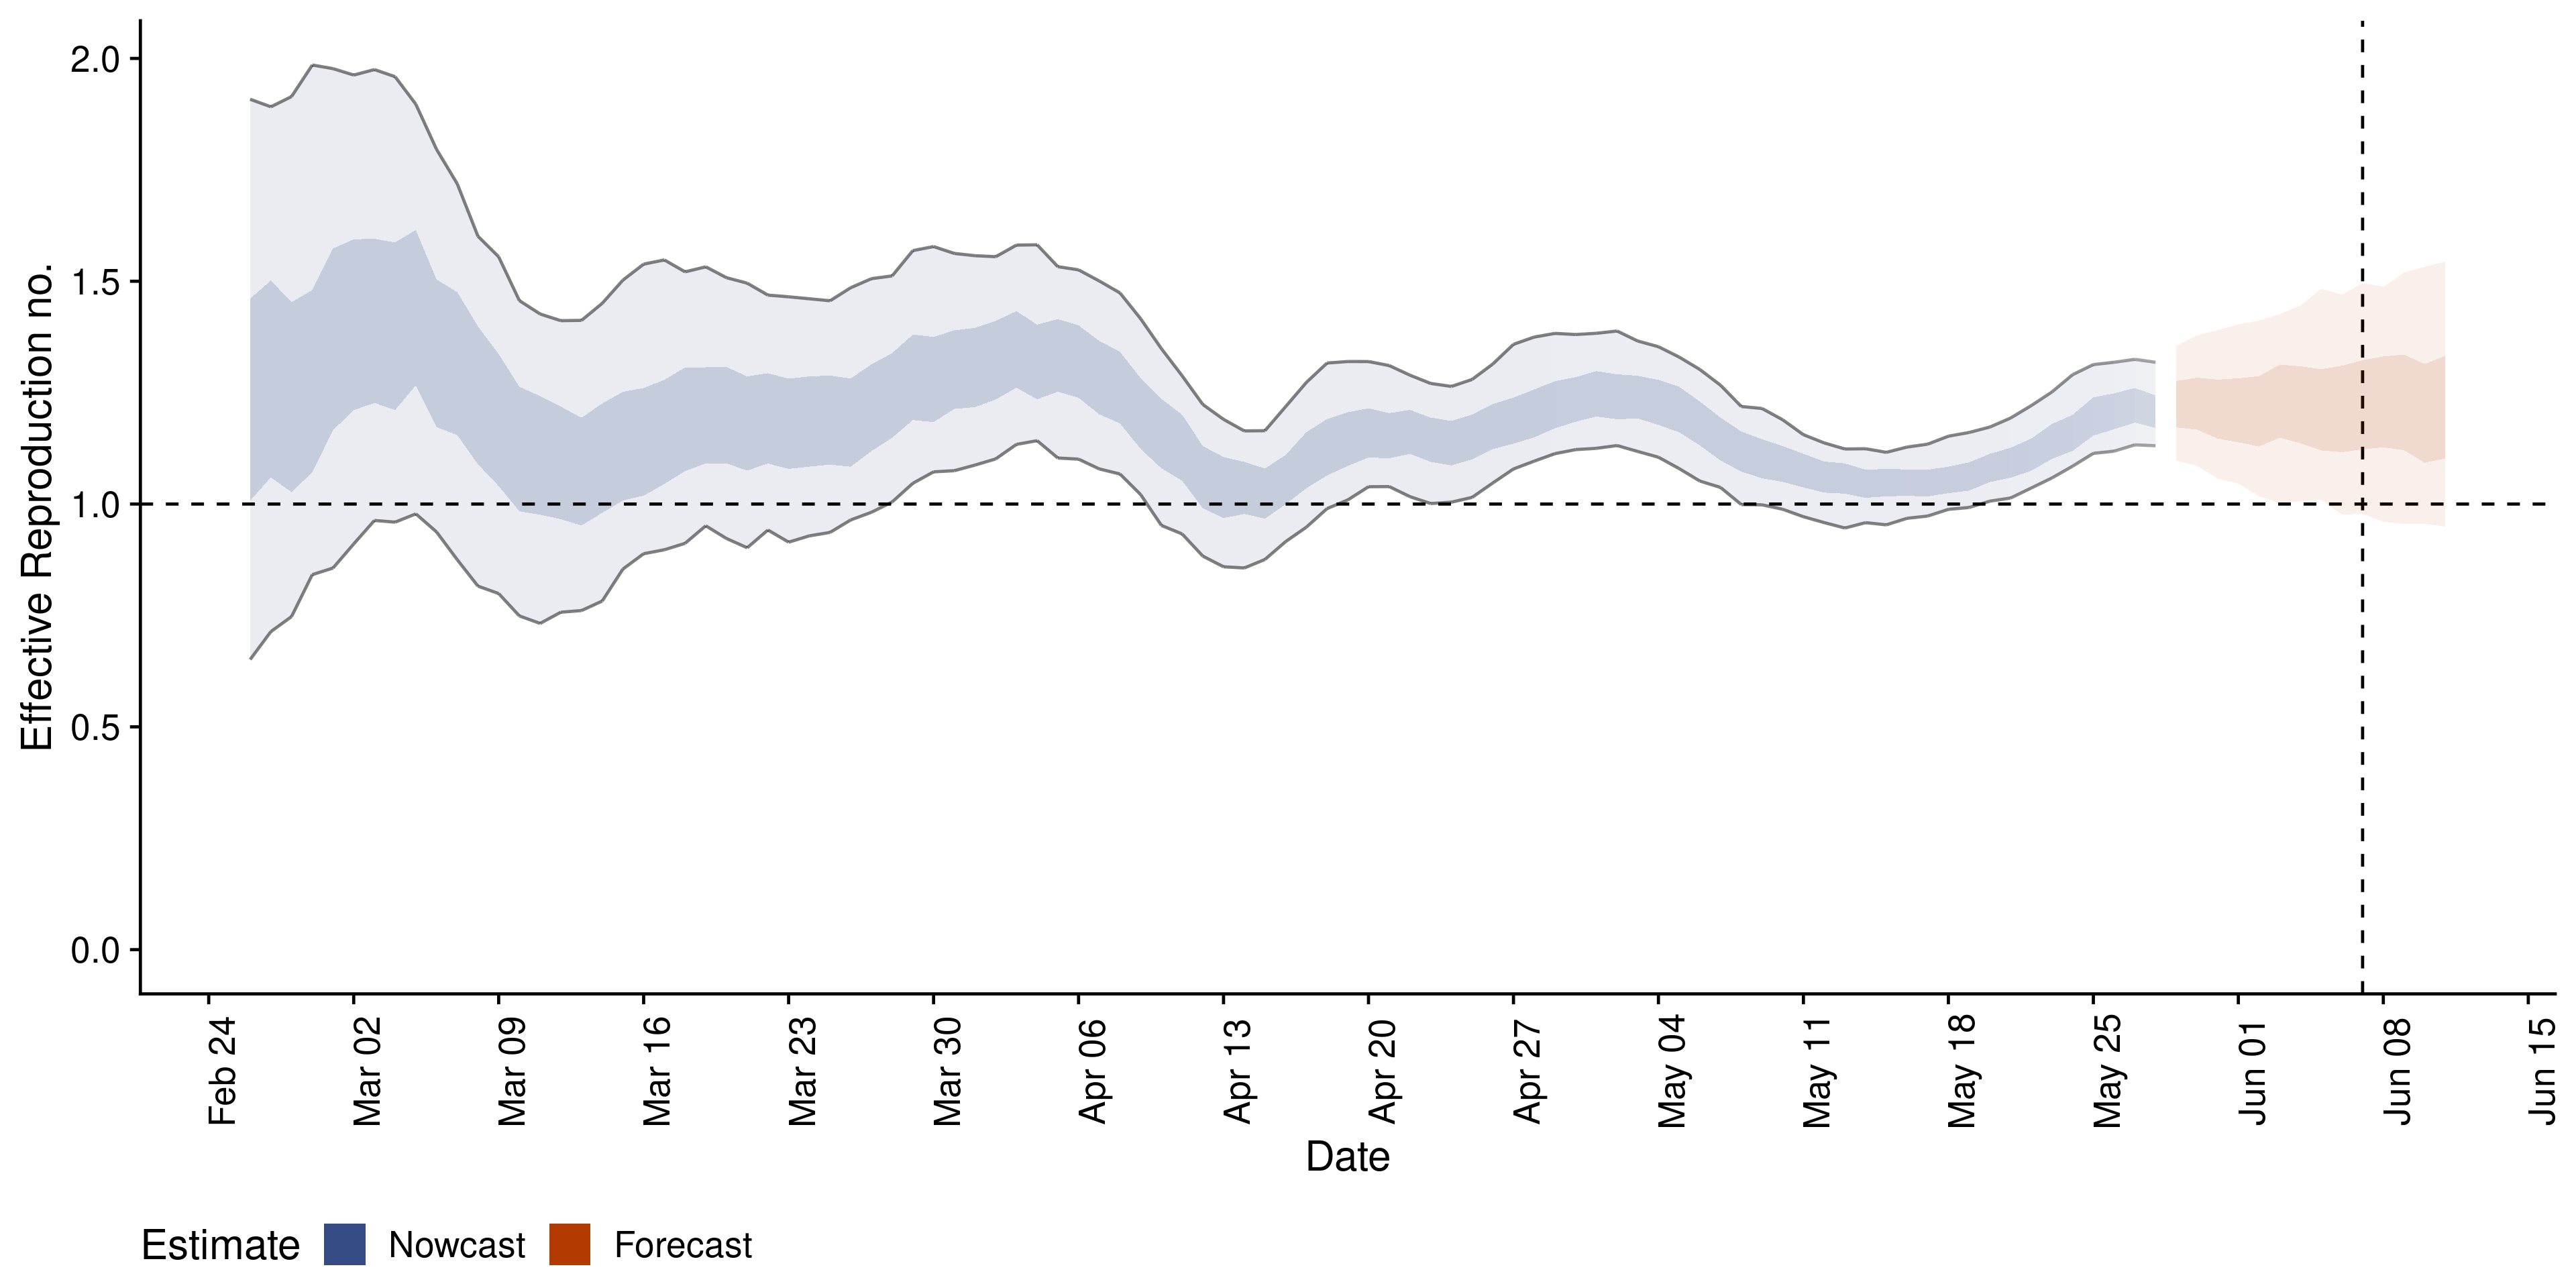 Effective Reproduction no.
2.0
1.5
1.0
0.5
0.0
Feb 24
Mar 02
Mar 09
Mar 16
Mar 23
Mar 30
Apr 06
Apr 13
Apr 20
Apr 27
May 04
May 11
May 18
May 25
Jun 01
Jun 08
Jun 15
Date
Estimate Nowcast Forecast